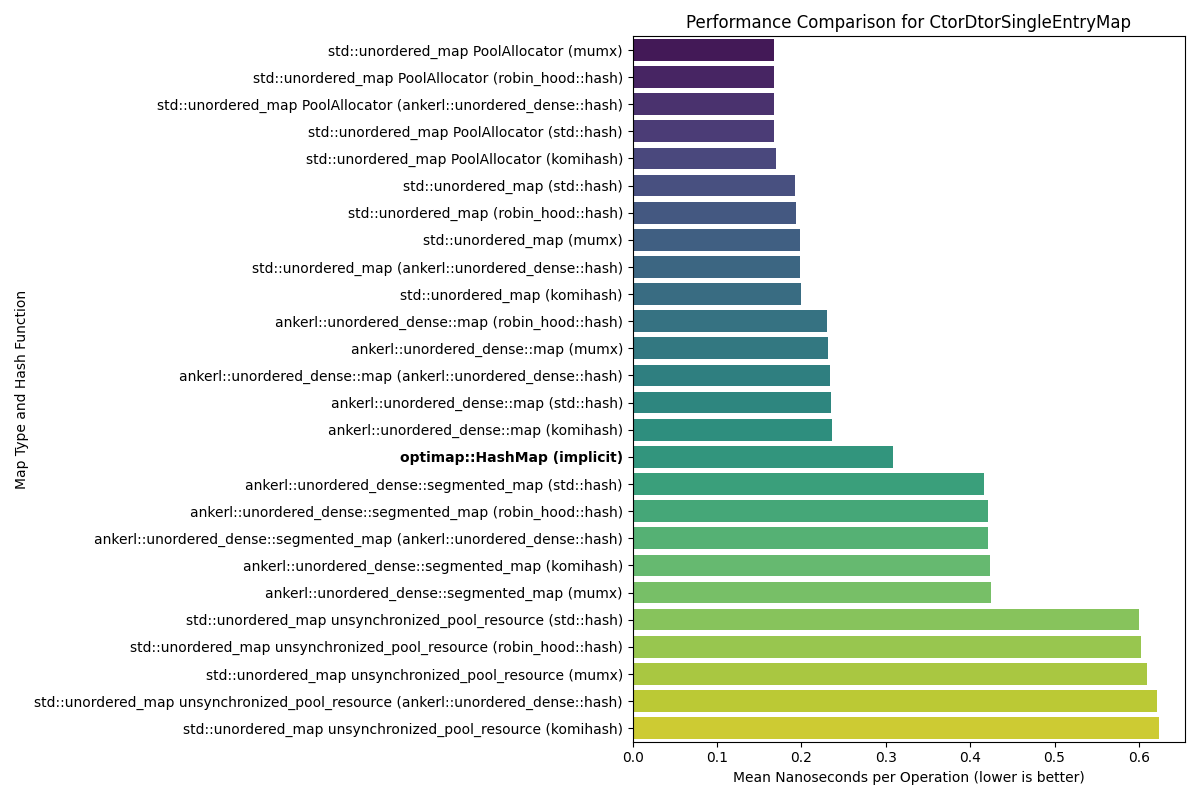 Performance Comparison for CtorDtorSingleEntryMap
Map Type and Hash Function
std::unordered_map PoolAllocator (mumx)
std::unordered_map PoolAllocator (robin_hood::hash)
std::unordered_map PoolAllocator (ankerl::unordered_dense::hash)
std::unordered_map PoolAllocator (std::hash)
std::unordered_map PoolAllocator (komihash)
std::unordered_map (std::hash)
std::unordered_map (robin_hood::hash)
std::unordered_map (mumx)
std::unordered_map (ankerl::unordered_dense::hash)
std::unordered_map (komihash)
ankerl::unordered_dense::map (robin_hood::hash)
ankerl::unordered_dense::map (mumx)
ankerl::unordered_dense::map (ankerl::unordered_dense::hash)
ankerl::unordered_dense::map (std::hash)
ankerl::unordered_dense::map (komihash)
optimap::HashMap (implicit)
ankerl::unordered_dense::segmented_map (std::hash)
ankerl::unordered_dense::segmented_map (robin_hood::hash)
ankerl::unordered_dense::segmented_map (ankerl::unordered_dense::hash)
ankerl::unordered_dense::segmented_map (komihash)
ankerl::unordered_dense::segmented_map (mumx)
std::unordered_map unsynchronized_pool_resource (std::hash)
std::unordered_map unsynchronized_pool_resource (robin_hood::hash)
std::unordered_map unsynchronized_pool_resource (mumx)
std::unordered_map unsynchronized_pool_resource (ankerl::unordered_dense::hash)
std::unordered_map unsynchronized_pool_resource (komihash)
0.0 0.1 0.2 0.3 0.4 0.5 0.6
Mean Nanoseconds per Operation (lower is better)